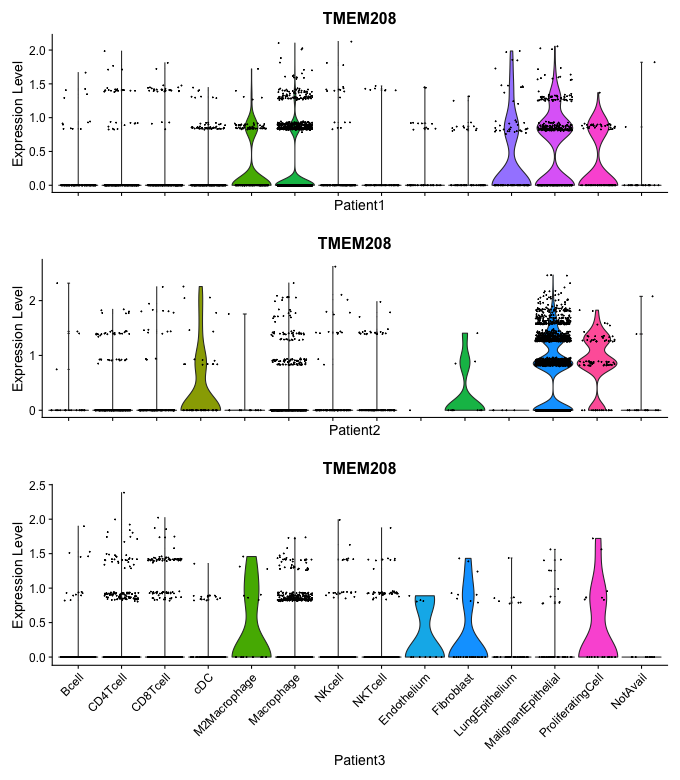 TMEM208
Expression Level
2.0
1.5
1.0
0.5
0.0
Patient1
TMEM208
Expression Level
2
1
0
Patient2
TMEM208
Expression Level
2.5
2.0
1.5
1.0
0.5
0.0
Bcell
CD4Tcell
CD8Tcell
cDC
M2Macrophage
Macrophage
NKcell
NKTcell
Endothelium
Fibroblast
LungEpithelium
MalignantEpithelial
ProliferatingCell
NotAvail
Patient3